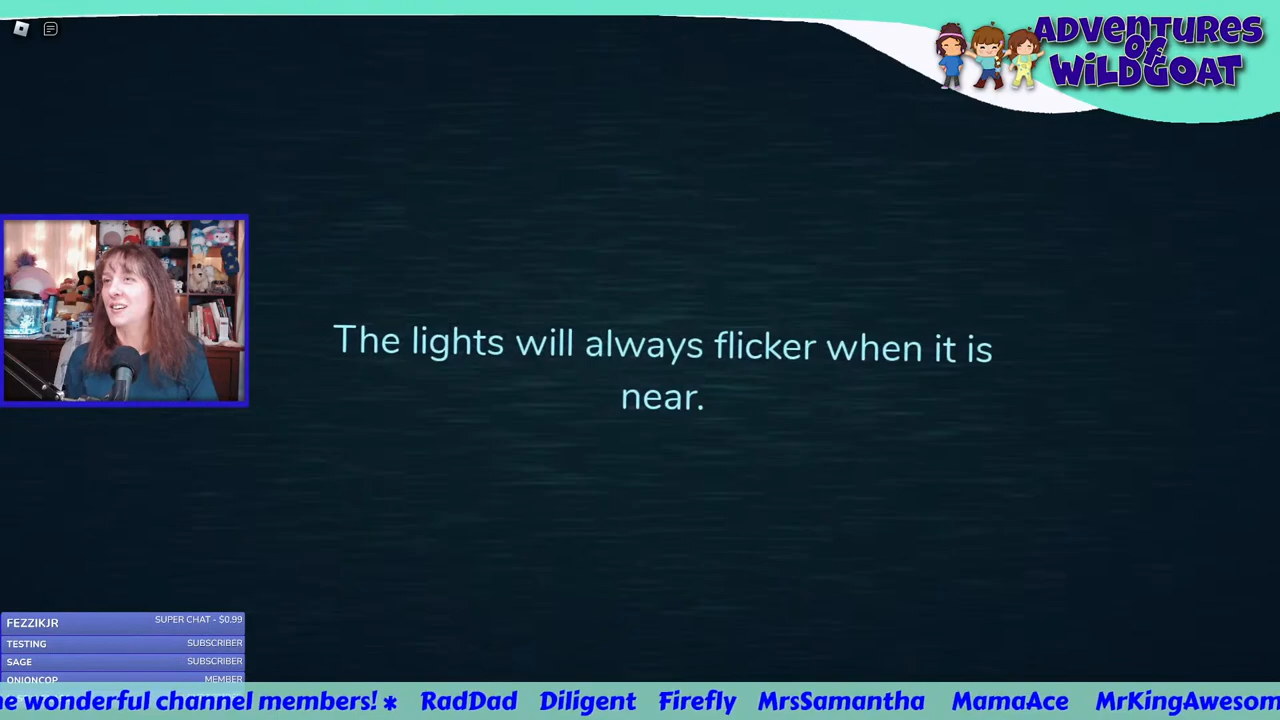 ADVENTURES
OF
WILDGOAT
The lights will always flicker when it is
near.
FEZZIKJR SUPER CHAT - $0.99
TESTING SUBSCRIBER
SAGE SUBSCRIBER
ONIONCOP MEMBER
wonderful channel members! * RadDad Diligent Firefly MrsSamantha MamaAce MrKingAwesom